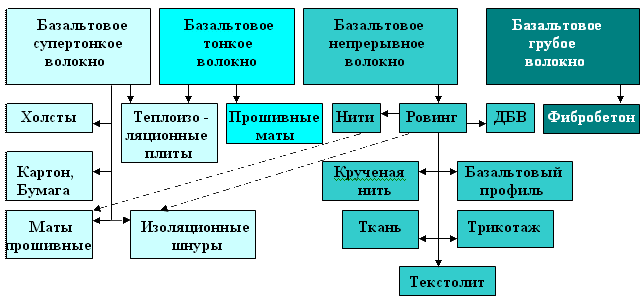 Базальтовое
супертонкое
волокно
Базальтовое
тонкое
волокно
Базальтовое
непрерывное
волокно
Базальтовое
грубое
волокно
Холсты
Теплоизо -
ляционные
плиты
Прошивные
маты
Нити
Ровинг
ДБВ
Фибробетон
Картон,
Бумага
Крученая
нить
Базальтовый
профиль
Маты
прошивные
Изоляционные
шнуры
Ткань
Трикотаж
Текстолит